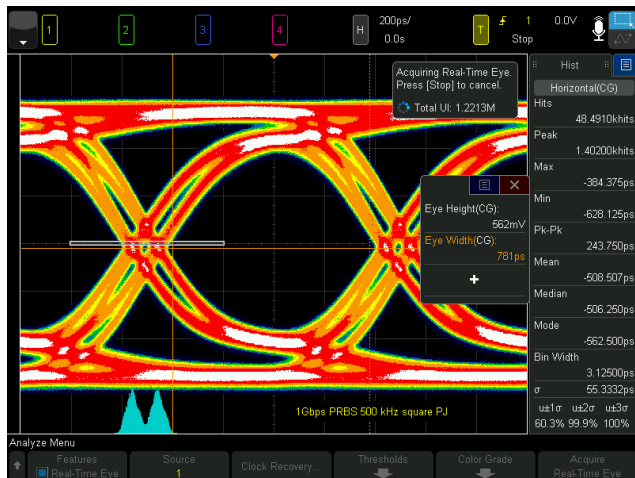 1
2
3
4
H
200ps/
0.0s
T
1
0.0V
Stop
Acquiring Real-Time Eye.
Press [Stop] to cancel.
Total UI: 1.2213M
Eye Height(CG):
562mV
Eye Width(CG):
781ps
+
Hist
Horizontal(CG)
Hits
48.4910khits
Peak
1.40200khits
Max
-384.375ps
Min
-628.125ps
Pk-Pk
243.750ps
Mean
-508.507ps
Median
-506.250ps
Mode
-562.500ps
Bin Width
3.12500ps
σ
55.3332ps
u±1σ u±2σ u±3σ
60.3% 99.9% 100%
1Gbps PRBS 500 kHz square PJ
Analyze Menu
Features
Real-Time Eye
Source
1
Clock Recovery...
Thresholds
Color Grade
Acquire
Real-Time Eye